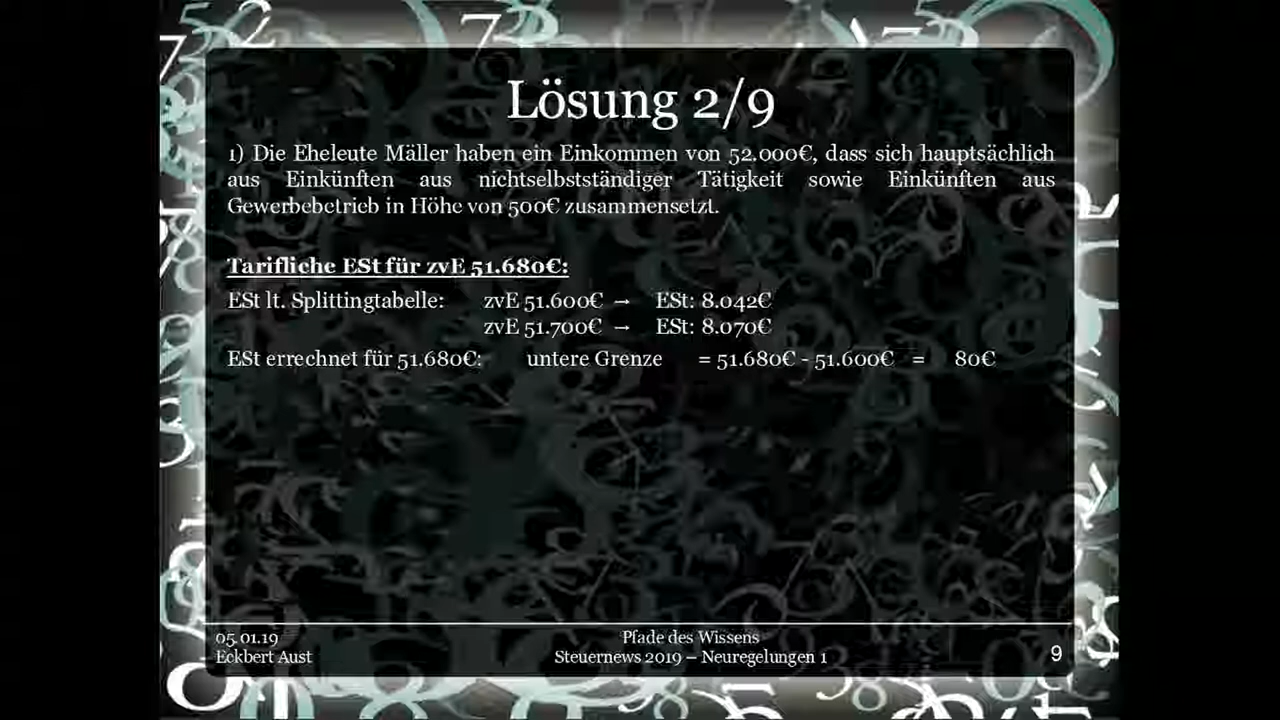 Lösung 2/9
1) Die Eheleute Mäller haben ein Einkommen von 52.000€, dass sich hauptsächlich
aus Einkünften aus nichtselbstständiger Tätigkeit sowie Einkünften aus
Gewerbebetrieb in Höhe von 500€ zusammensetzt.
Tarifliche ESt für zvE 51.680€:
ESt lt. Splittingtabelle: zvE 51.600€ → ESt: 8.042€
zvE 51.700€ → ESt: 8.070€
ESt errechnet für 51.680€: untere Grenze = 51.680€ - 51.600€ = 80€
05.01.19 Pfade des Wissens
Eckbert Aust Steuernews 2019 – Neuregelungen 1 9